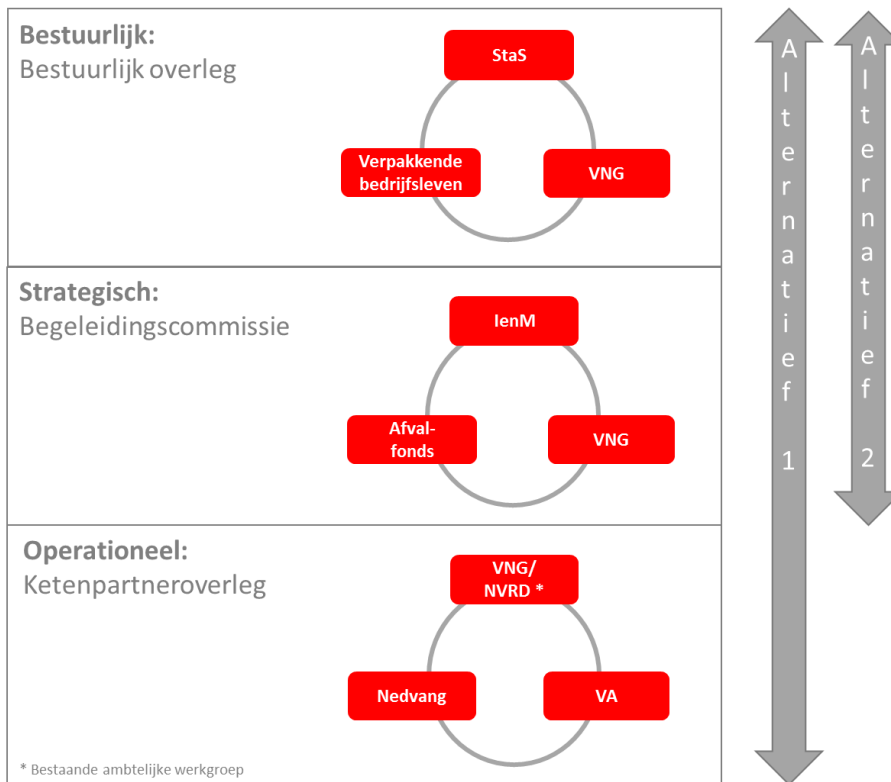 Bestuurlijk:
Bestuurlijk overleg
StaS
Verpakkende
bedrijfsleven
VNG
Strategisch:
Begeleidingscommissie
IenM
Afval-
fonds
VNG
Operationeel:
Ketenpartneroverleg
VNG/
NVRD *
Nedvang
VA
* Bestaande ambtelijke werkgroep
Alternatief 1
Alternatief 2